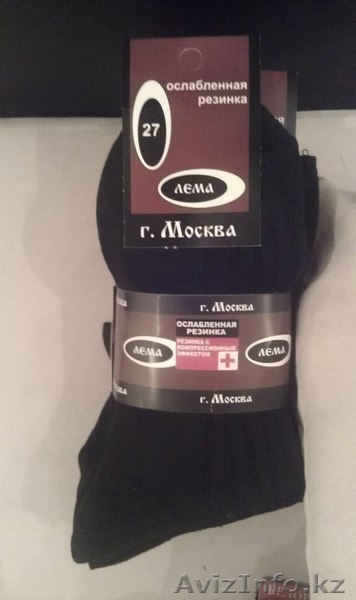 ослабленная
резинка
27
ЛЕМА
г. Москва
г. Москва
ОСЛАБЛЕННАЯ
РЕЗИНКА
РЕЗИНКА С
КОМПРЕССИОННЫМ
ЭФФЕКТОМ
ЛЕМА
ЛЕМА
г. Москва
AvizInfo.kz